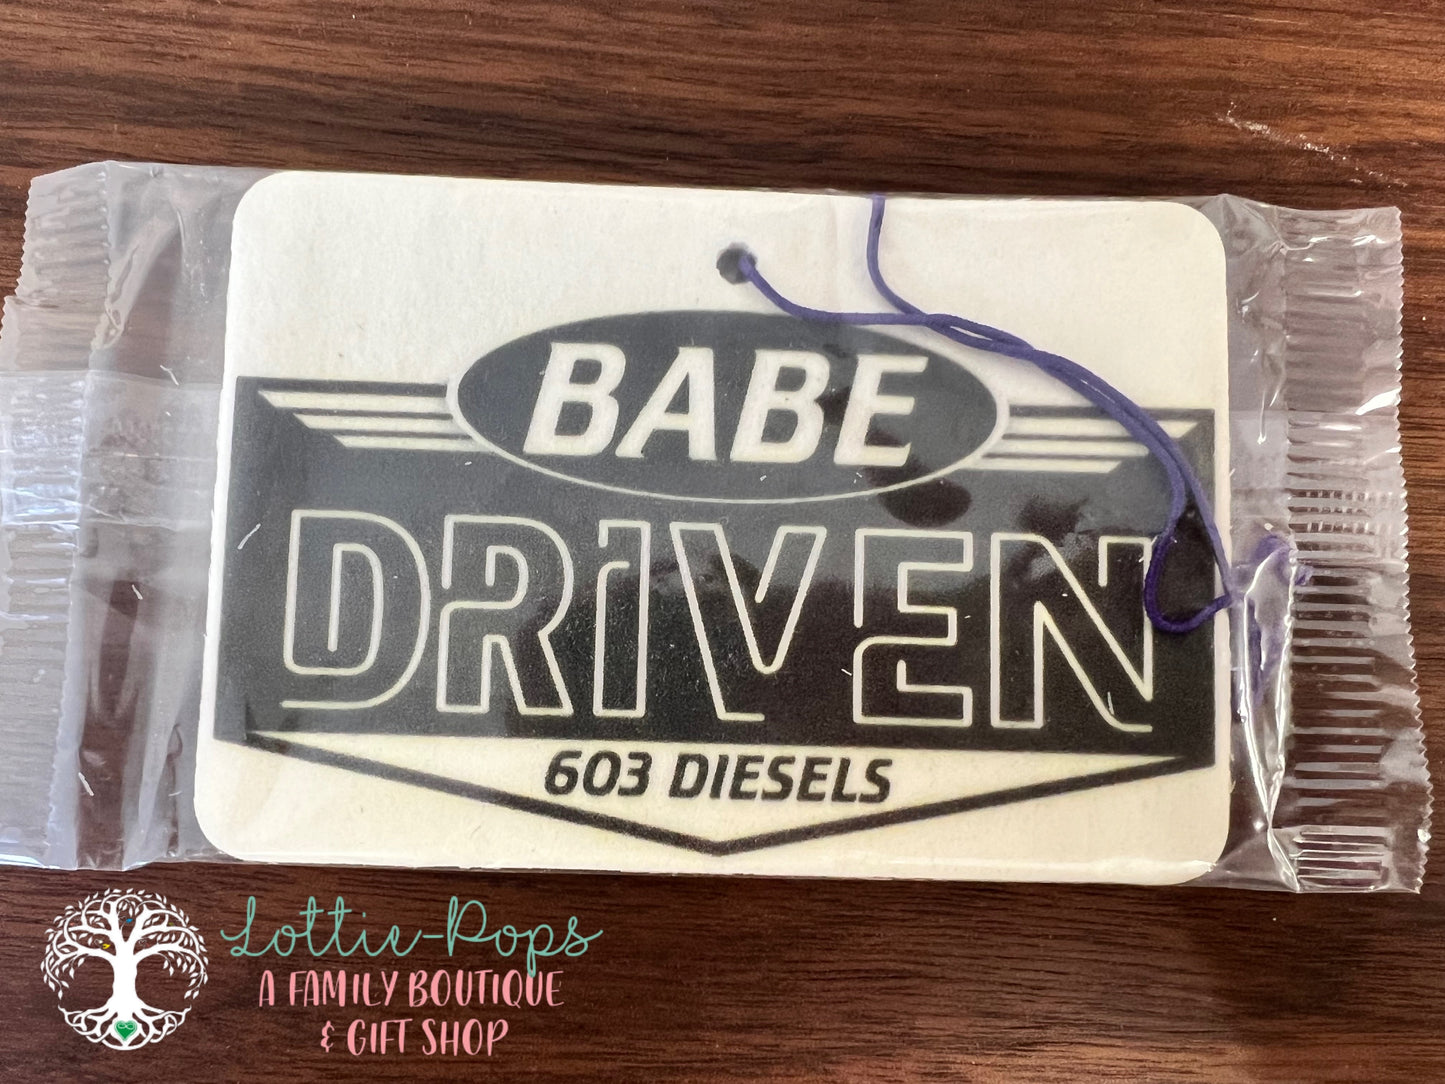 BABE
DRIVEN
603 DIESELS
Lottie-Pops
A FAMILY BOUTIQUE
& GIFT SHOP